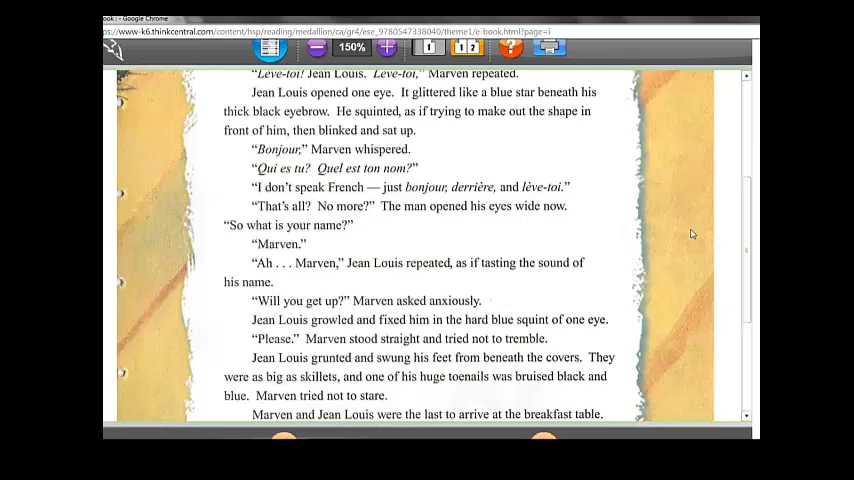 ook : - Google Chrome
ps://www-k6.thinkcentral.com/content/hsp/reading/medallion/ca/gr4/ese_9780547338040/theme1/e-book.html?page=i
150%
1
1 2
?
“Lève-toi! Jean Louis. Lève-toi,” Marven repeated.
Jean Louis opened one eye. It glittered like a blue star beneath his
thick black eyebrow. He squinted, as if trying to make out the shape in
front of him, then blinked and sat up.
“Bonjour,” Marven whispered.
“Qui es tu? Quel est ton nom?”
“I don’t speak French — just bonjour, derrière, and lève-toi.”
“That’s all? No more?” The man opened his eyes wide now.
“So what is your name?”
“Marven.”
“Ah . . . Marven,” Jean Louis repeated, as if tasting the sound of
his name.
“Will you get up?” Marven asked anxiously.
Jean Louis growled and fixed him in the hard blue squint of one eye.
“Please.” Marven stood straight and tried not to tremble.
Jean Louis grunted and swung his feet from beneath the covers. They
were as big as skillets, and one of his huge toenails was bruised black and
blue. Marven tried not to stare.
Marven and Jean Louis were the last to arrive at the breakfast table.